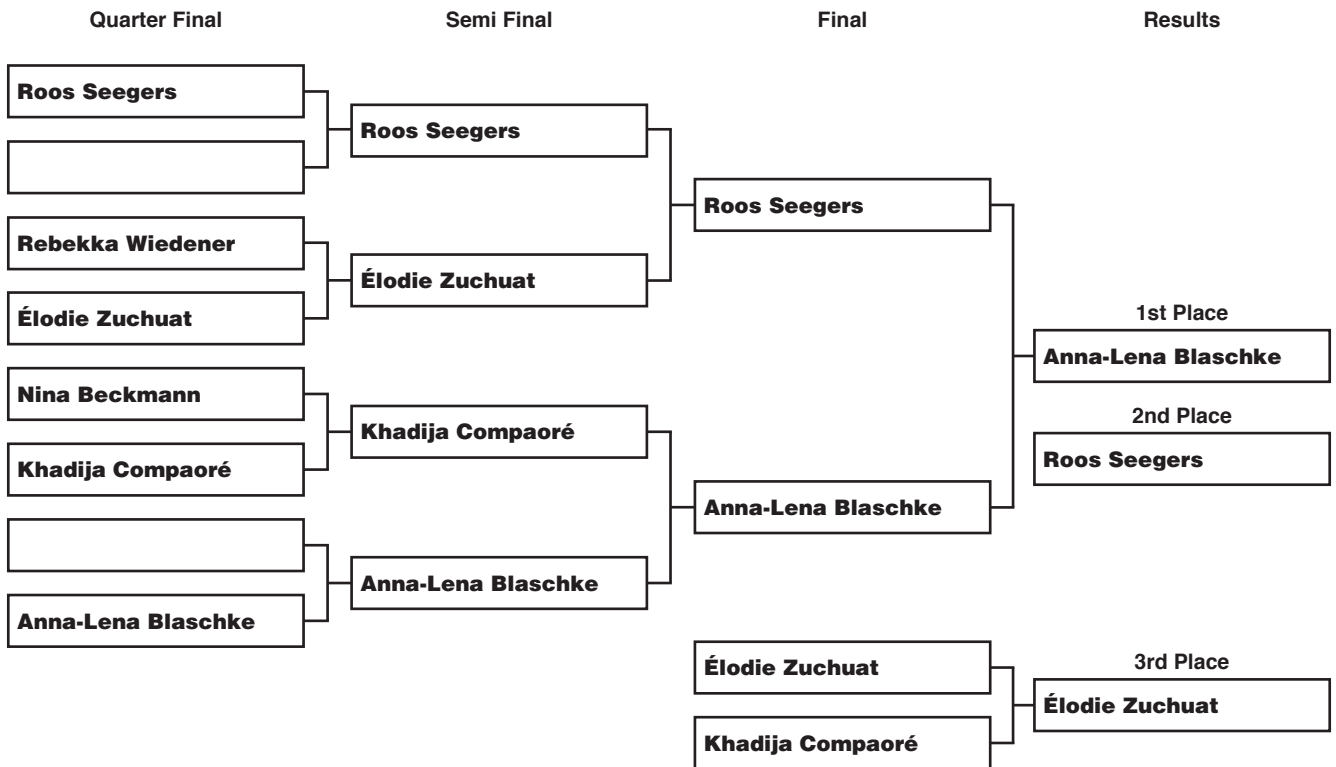 Quarter Final
Semi Final
Final
Results
Roos Seegers
Rebekka Wiedener
Élodie Zuchuat
Nina Beckmann
Khadija Compaoré
Anna-Lena Blaschke
Roos Seegers
Élodie Zuchuat
Khadija Compaoré
Anna-Lena Blaschke
Roos Seegers
Anna-Lena Blaschke
Élodie Zuchuat
Khadija Compaoré
1st Place
Anna-Lena Blaschke
2nd Place
Roos Seegers
3rd Place
Élodie Zuchuat